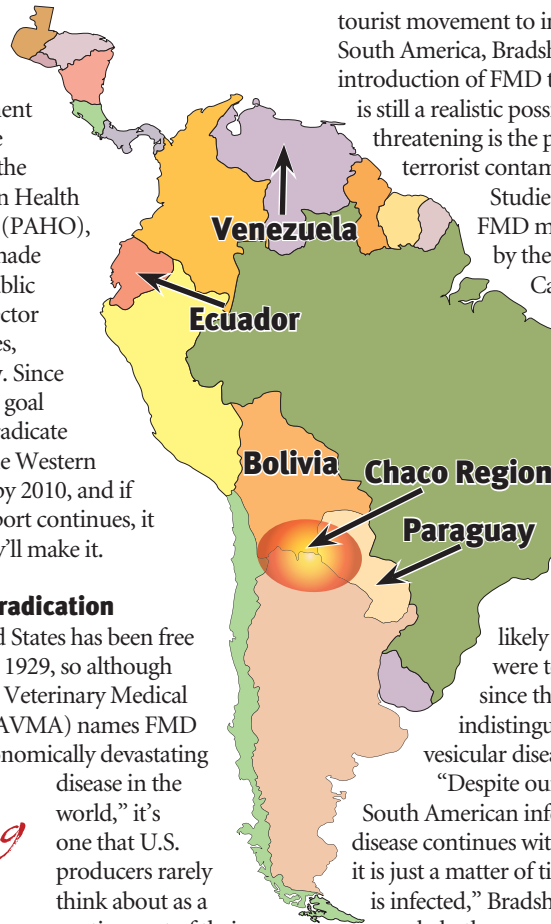 ent
e
the
n Health
(PAHO),
made
blic
ctor
es,
y. Since
goal
radicate
e Western
by 2010, and if
port continues, it
y'll make it.
radication
d States has been free
1929, so although
Veterinary Medical
AVMA) names FMD
onomically devastating
disease in the
world," it's
one that U.S.
producers rarely
think about as a
g
tourist movement to in
South America, Bradsh
introduction of FMD t
is still a realistic possi
threatening is the p
terrorist contam
Studie
FMD m
by the
Ca
Venezuela
Ecuador
Bolivia
Chaco Region
Paraguay
likely
were t
since th
indistingu
vesicular disea
"Despite ou
South American infe
disease continues with
it is just a matter of ti
is infected," Bradsh